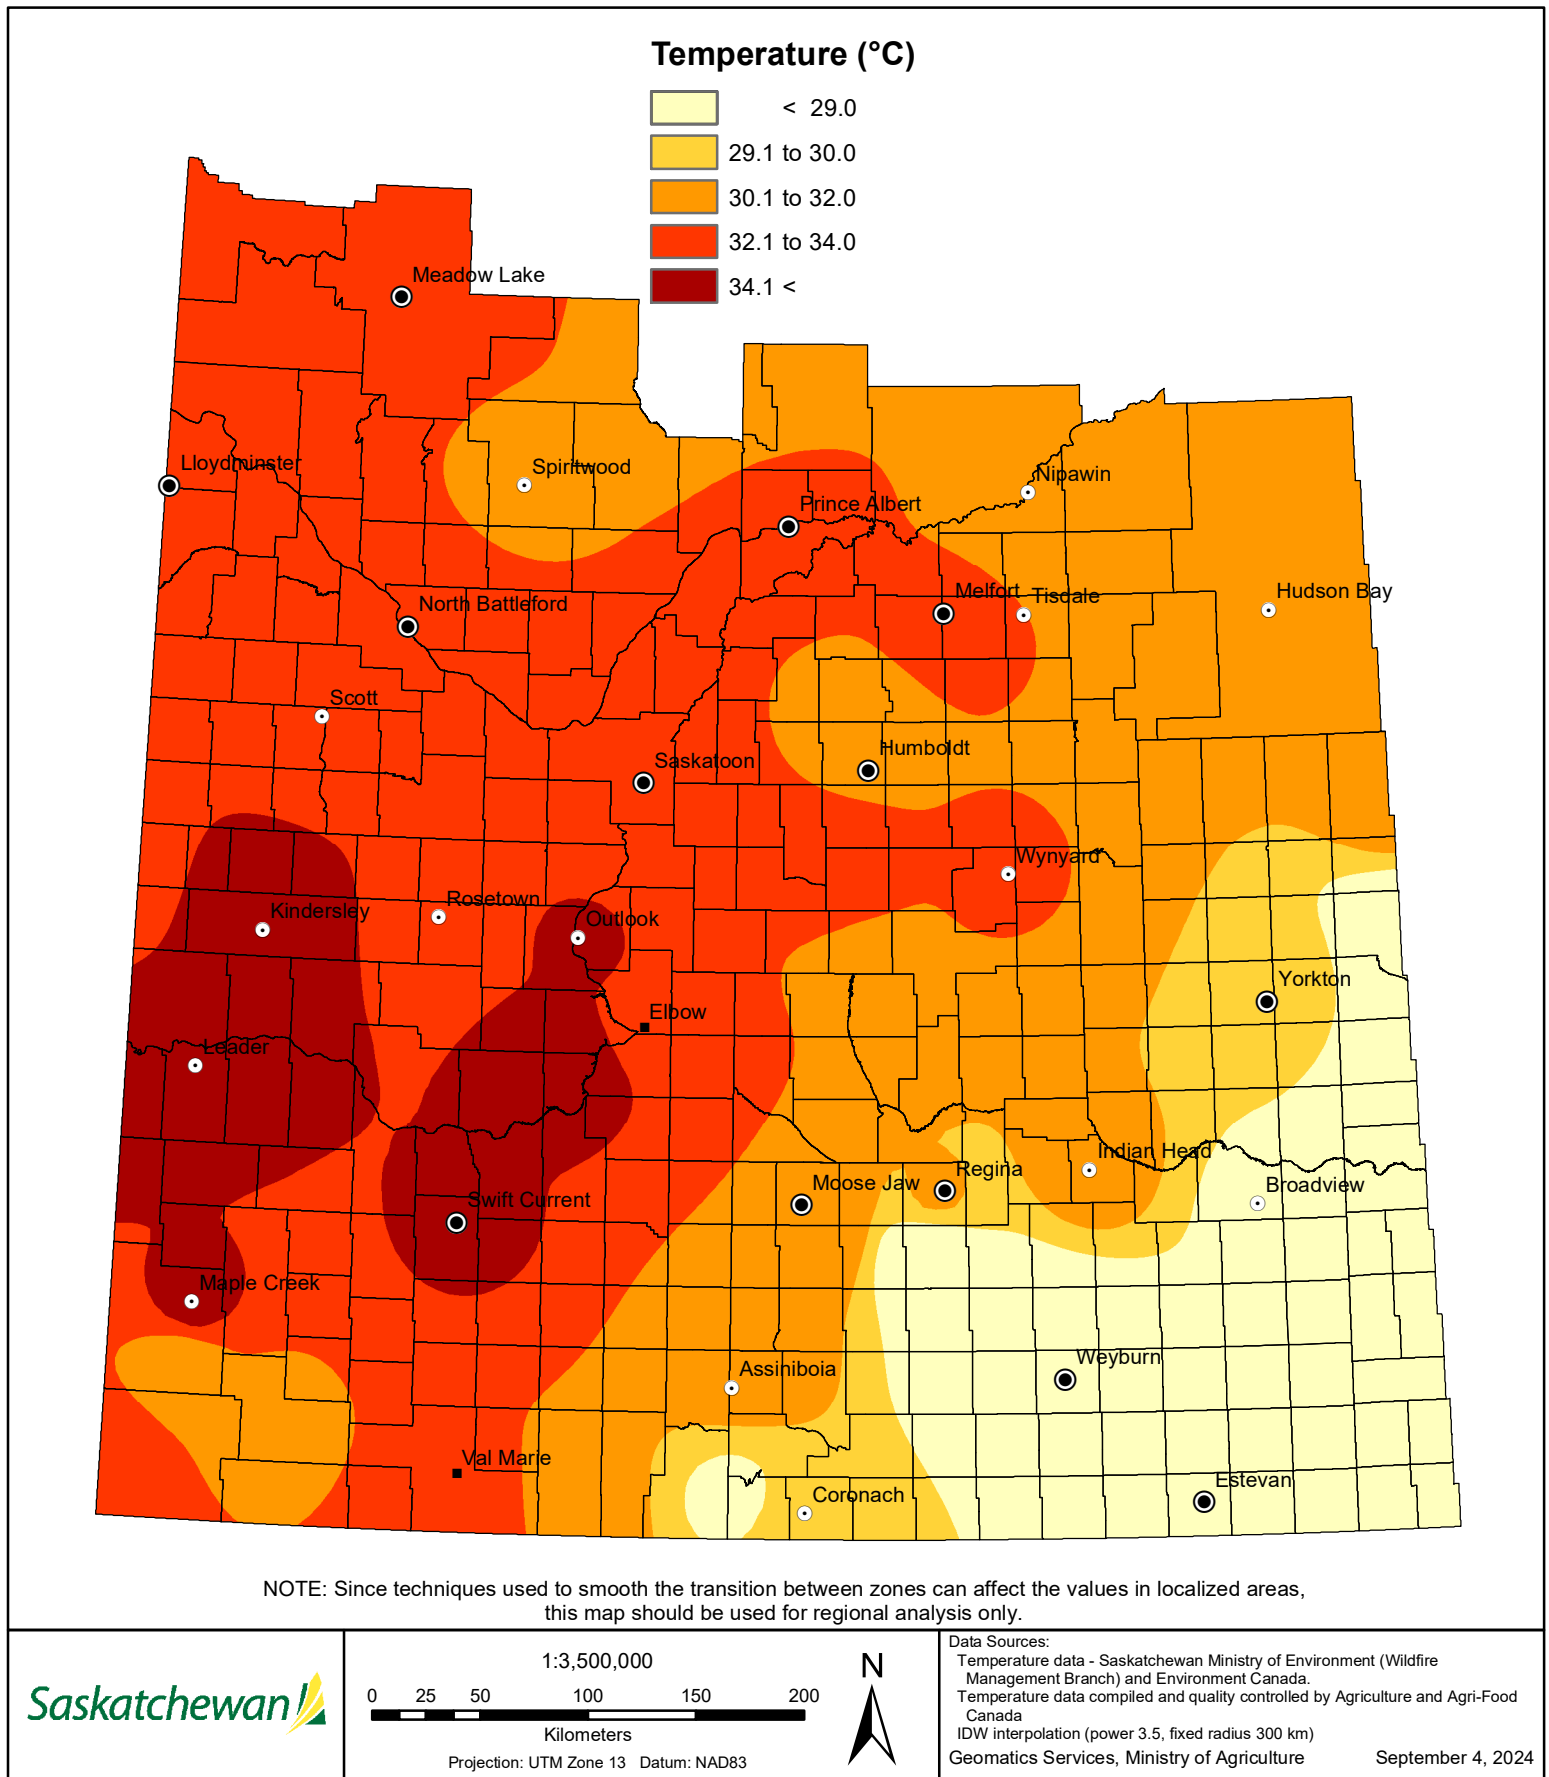 Temperature (°C)
< 29.0
29.1 to 30.0
30.1 to 32.0
32.1 to 34.0
34.1 <
Meadow Lake
Lloydminster
Spiritwood
Nipawin
Prince Albert
Hudson Bay
Melfort
Tisdale
North Battleford
Scott
Humboldt
Saskatoon
Wynyard
Rosetown
Kindersley
Outlook
Yorkton
Elbow
Leader
Indian Head
Regina
Moose Jaw
Broadview
Swift Current
Maple Creek
Weyburn
Assiniboia
Val Marie
Estevan
Coronach
NOTE: Since techniques used to smooth the transition between zones can affect the values in localized areas,
this map should be used for regional analysis only.
Saskatchewan
1:3,500,000
0 25 50 100 150 200
Kilometers
Projection: UTM Zone 13 Datum: NAD83
N
Data Sources:
Temperature data - Saskatchewan Ministry of Environment (Wildfire
Management Branch) and Environment Canada.
Temperature data compiled and quality controlled by Agriculture and Agri-Food
Canada
IDW interpolation (power 3.5, fixed radius 300 km)
Geomatics Services, Ministry of Agriculture September 4, 2024